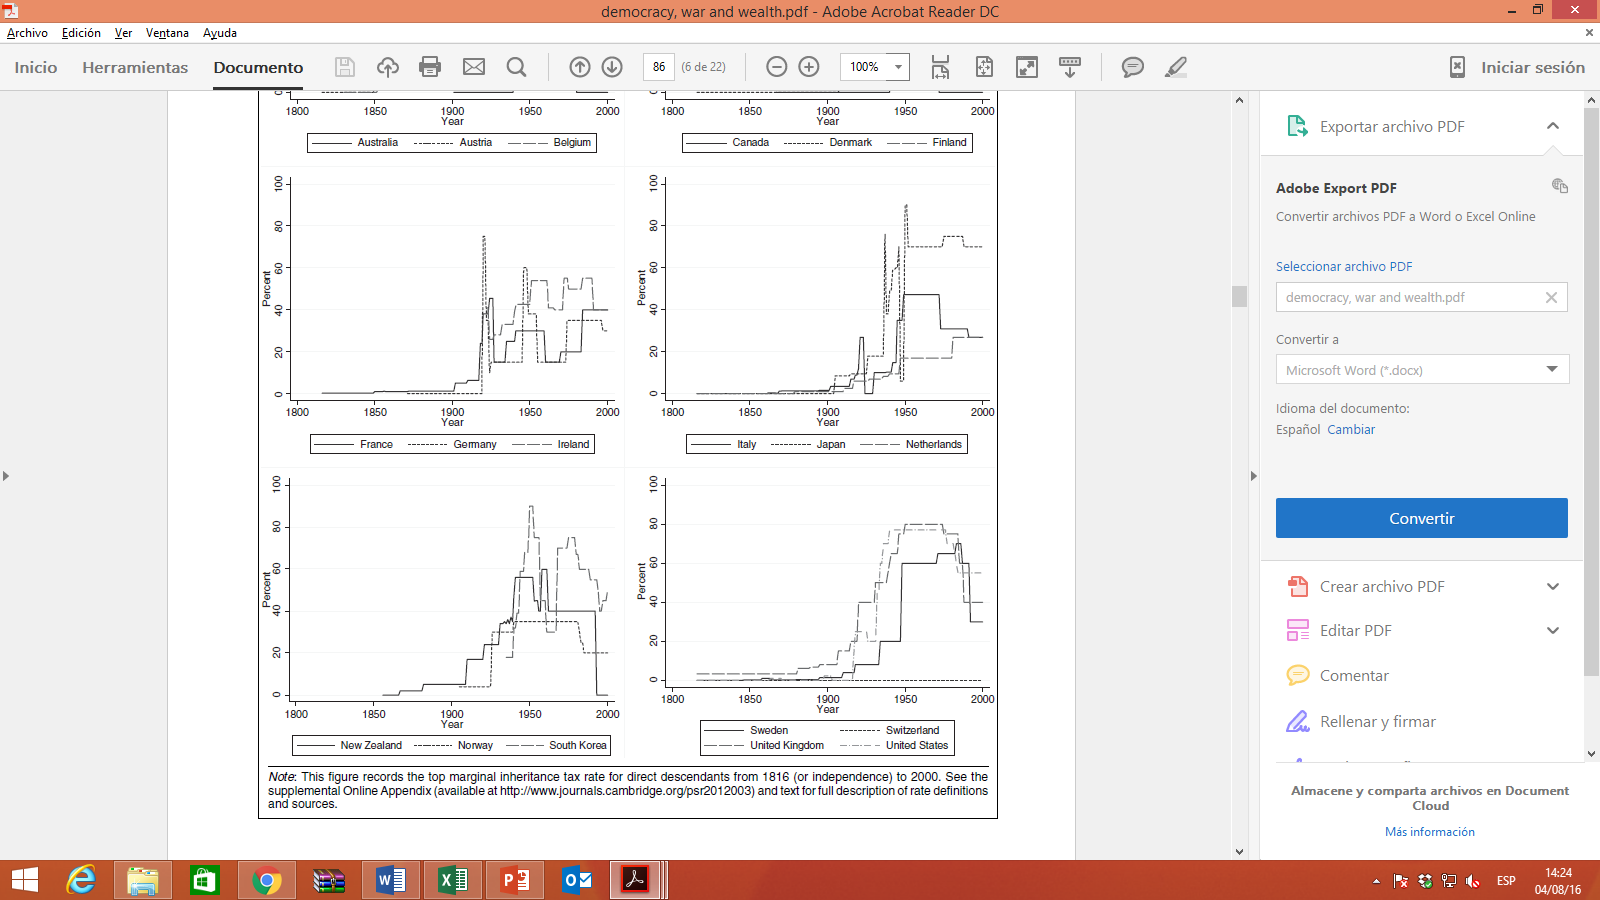 democracy, war and wealth.pdf - Adobe Acrobat Reader DC
Archivo Edición Ver Ventana Ayuda
Inicio Herramientas Documento 86 (6 de 22) 100% Iniciar sesión
0 0
1800 1850 1900 1950 2000 1800 1850 1900 1950 2000
Year Year
Australia Austria Belgium Canada Denmark Finland
Percent
0 20 40 60 80 100
1800 1850 1900 1950 2000
Year
France Germany Ireland
Percent
0 20 40 60 80 100
1800 1850 1900 1950 2000
Year
Italy Japan Netherlands
Percent
0 20 40 60 80 100
1800 1850 1900 1950 2000
Year
New Zealand Norway South Korea
Percent
0 20 40 60 80 100
1800 1850 1900 1950 2000
Year
Sweden Switzerland
United Kingdom United States
Note: This figure records the top marginal inheritance tax rate for direct descendants from 1816 (or independence) to 2000. See the
supplemental Online Appendix (available at http://www.journals.cambridge.org/psr2012003) and text for full description of rate definitions
and sources.
Exportar archivo PDF
Adobe Export PDF
Convertir archivos PDF a Word o Excel Online
Seleccionar archivo PDF
democracy, war and wealth.pdf
Convertir a
Microsoft Word (*.docx)
Idioma del documento:
Español Cambiar
Convertir
Crear archivo PDF
Editar PDF
Comentar
Rellenar y firmar
Almacene y comparta archivos en Document
Cloud
Más información
ESP
14:24
04/08/16